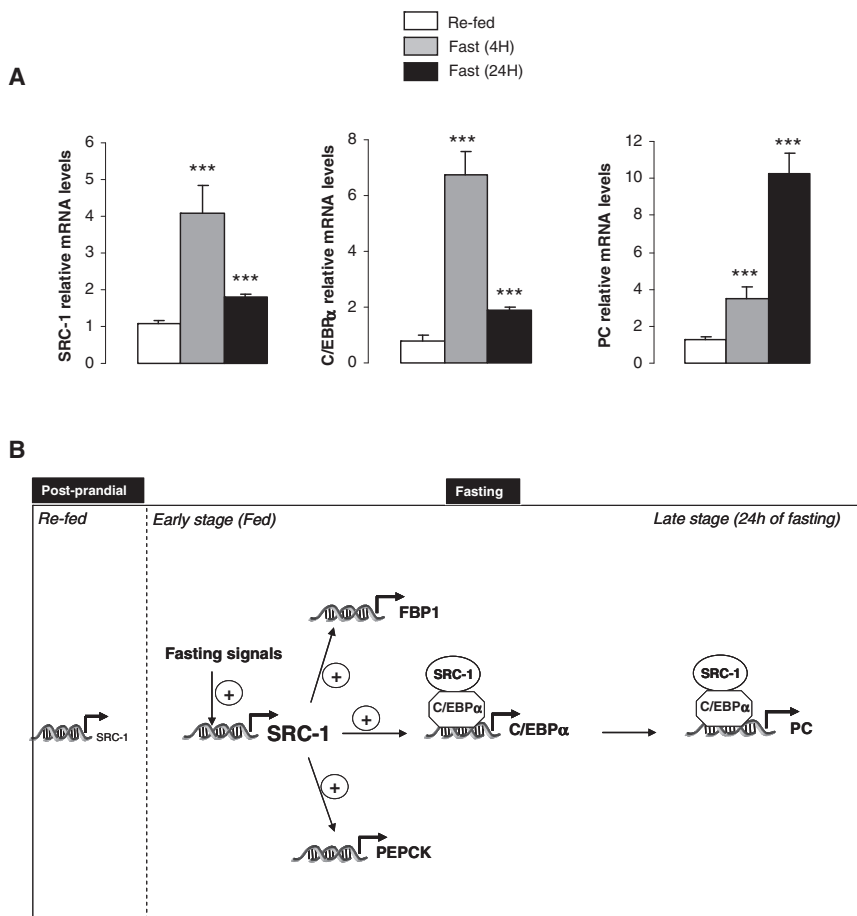 Re-fed
Fast (4H)
Fast (24H)
A
SRC-1 relative mRNA levels
6
5
4
3
2
1
0
***
***
C/EBPα relative mRNA levels
8
6
4
2
0
***
***
PC relative mRNA levels
12
10
8
6
4
2
0
***
***
B
Post-prandial
Fasting
Re-fed
Early stage (Fed)
Late stage (24h of fasting)
FBP1
Fasting signals
+
+
SRC-1
C/EBPα
SRC-1
C/EBPα
SRC-1
SRC-1
+
C/EBPα
PC
+
PEPCK